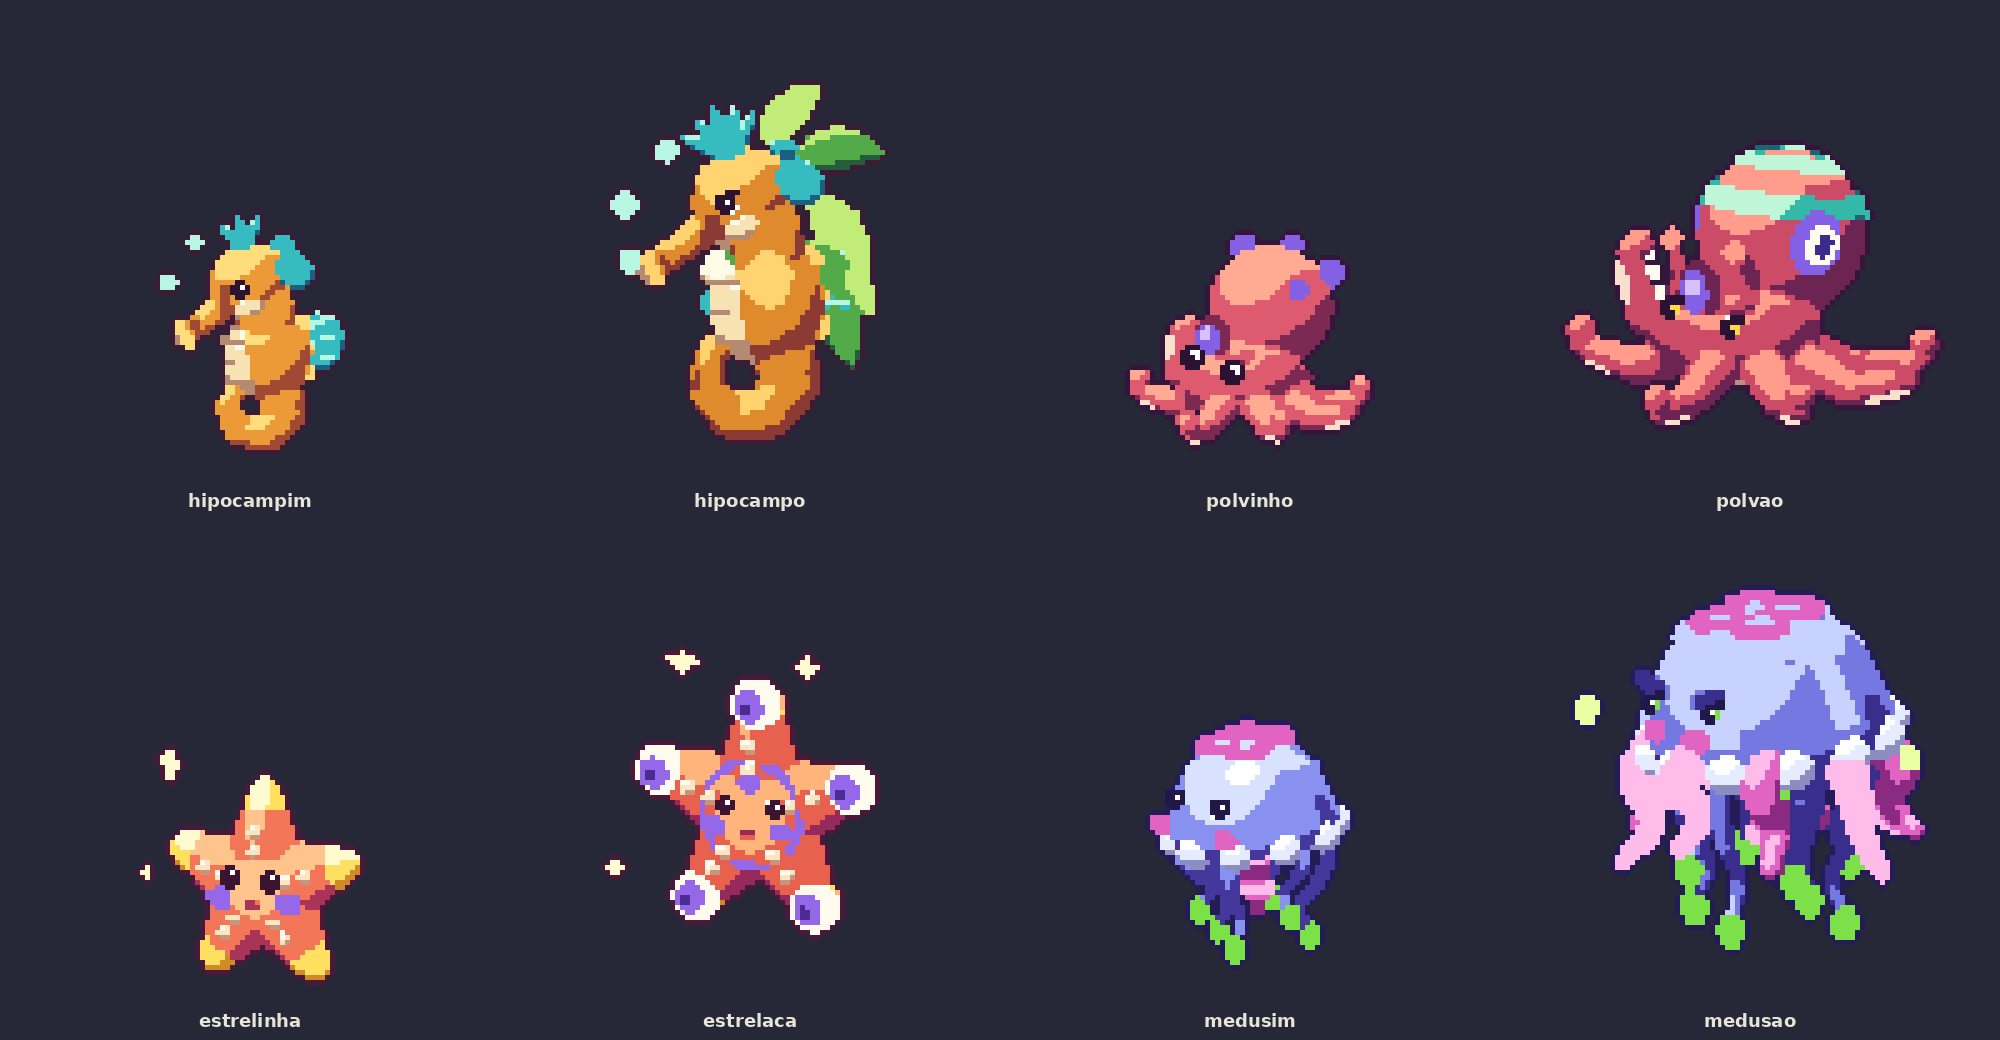 hipocampim
hipocampo
polvinho
polvao
estrelinha
estrelaca
medusim
medusao